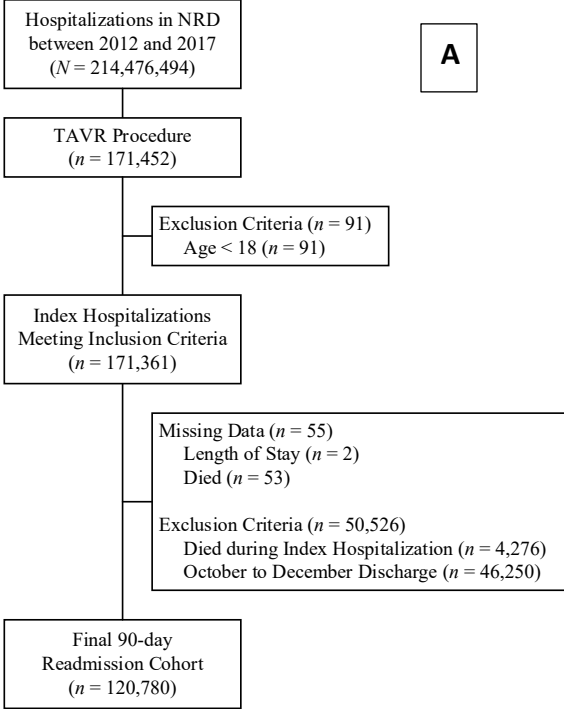 Hospitalizations in NRD
between 2012 and 2017
(N = 214,476,494)
A
TAVR Procedure
(n = 171,452)
Exclusion Criteria (n = 91)
Age < 18 (n = 91)
Index Hospitalizations
Meeting Inclusion Criteria
(n = 171,361)
Missing Data (n = 55)
Length of Stay (n = 2)
Died (n = 53)
Exclusion Criteria (n = 50,526)
Died during Index Hospitalization (n = 4,276)
October to December Discharge (n = 46,250)
Final 90-day
Readmission Cohort
(n = 120,780)